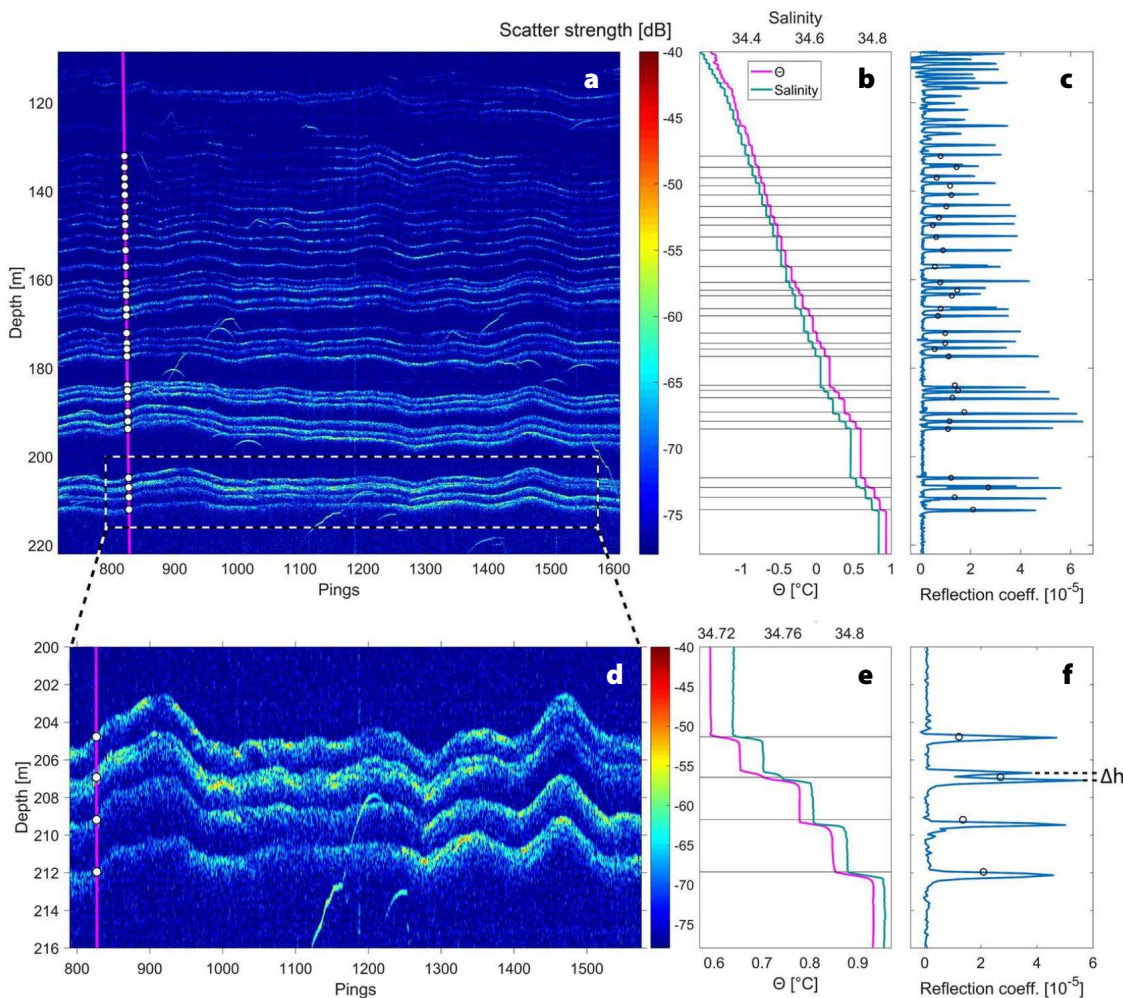 Scatter strength [dB]
Salinity
34.4 34.6 34.8
a
b
c
Θ
Salinity
Depth [m]
120
140
160
180
200
220
-40
-45
-50
-55
-60
-65
-70
-75
800 900 1000 1100 1200 1300 1400 1500 1600
Pings
-1 -0.5 0 0.5 1
Θ [°C]
0 2 4 6
Reflection coeff. [10-5]
34.72 34.76 34.8
d
e
f
Depth [m]
200
202
204
206
208
210
212
214
216
-40
-45
-50
-55
-60
-65
-70
-75
Δh
800 900 1000 1100 1200 1300 1400 1500
Pings
0.6 0.7 0.8 0.9
Θ [°C]
0 2 4 6
Reflection coeff. [10-5]